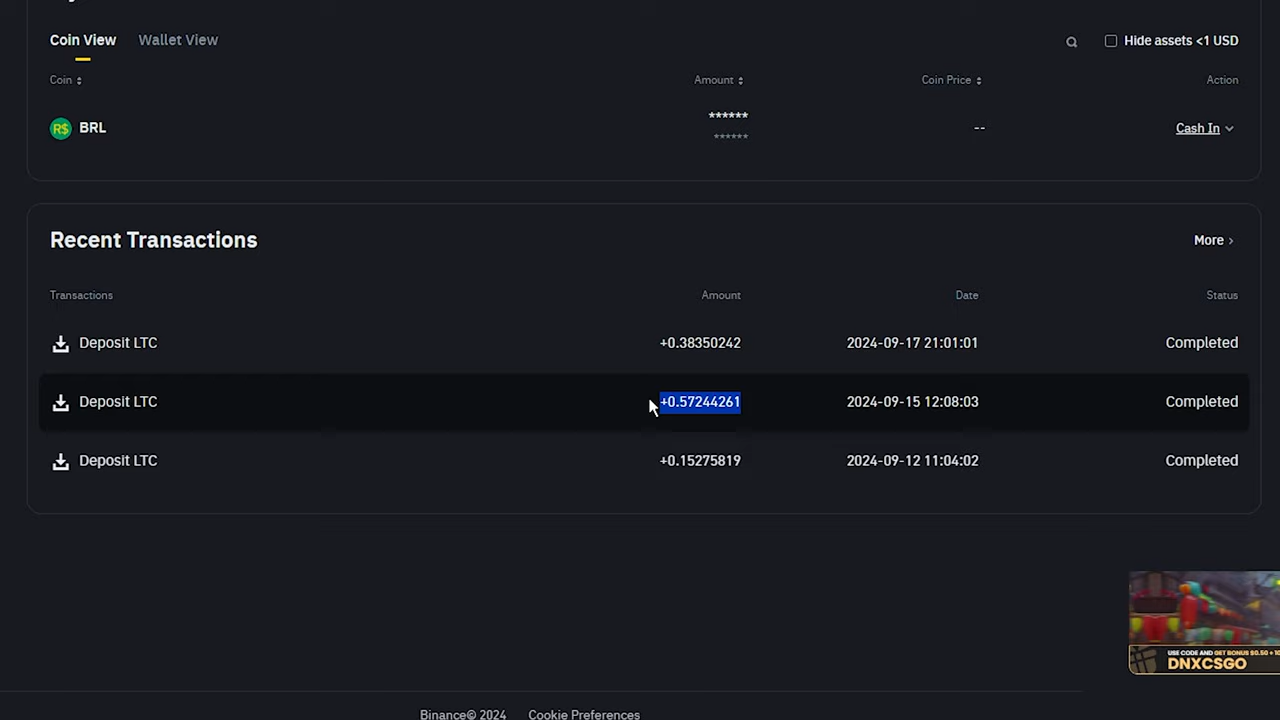 Coin View Wallet View Hide assets <1 USD
Coin Amount Coin Price Action
BRL ****** -- Cash In
******
Recent Transactions More
Transactions Amount Date Status
Deposit LTC +0.38350242 2024-09-17 21:01:01 Completed
Deposit LTC +0.57244261 2024-09-15 12:08:03 Completed
Deposit LTC +0.15275819 2024-09-12 11:04:02 Completed
USE CODE AND GET BONUS $0.50 +
DNXCSGO
Binance© 2024 Cookie Preferences